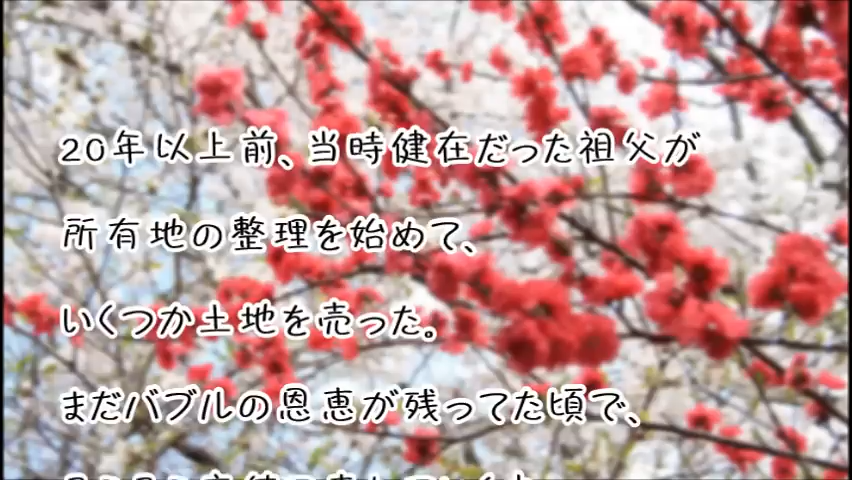 20年以上前、当時健在だった祖父が
所有地の整理を始めて、
いくつか土地を売った。
まだバブルの恩恵が残ってた頃で、